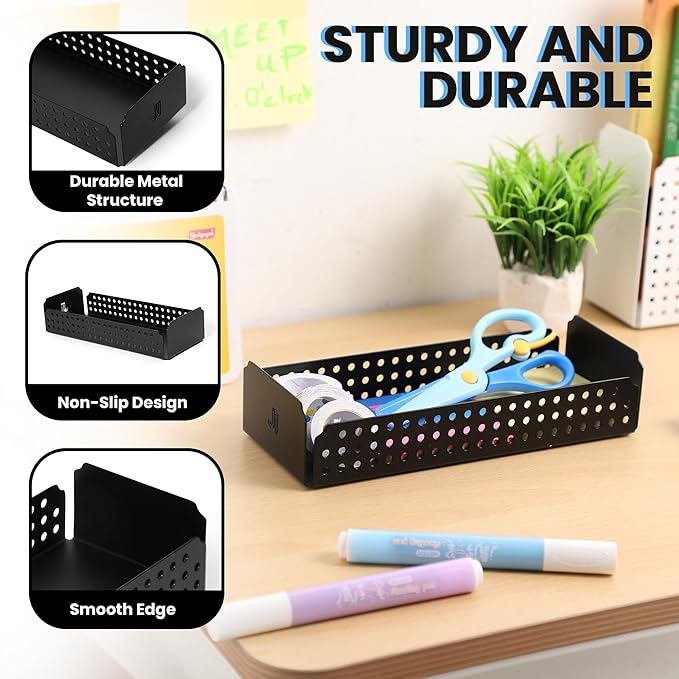 STURDY AND
DURABLE
MEET
UP
O'clock
Durable Metal
Structure
Non-Slip Design
Smooth Edge